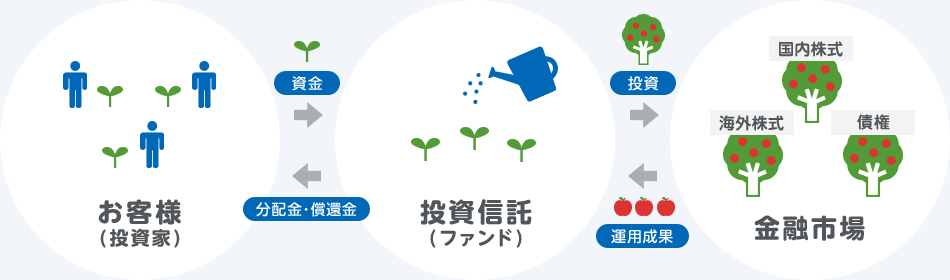 お客様
(投資家)
資金
分配金・償還金
投資信託
(ファンド)
投資
運用成果
国内株式
海外株式
債権
金融市場